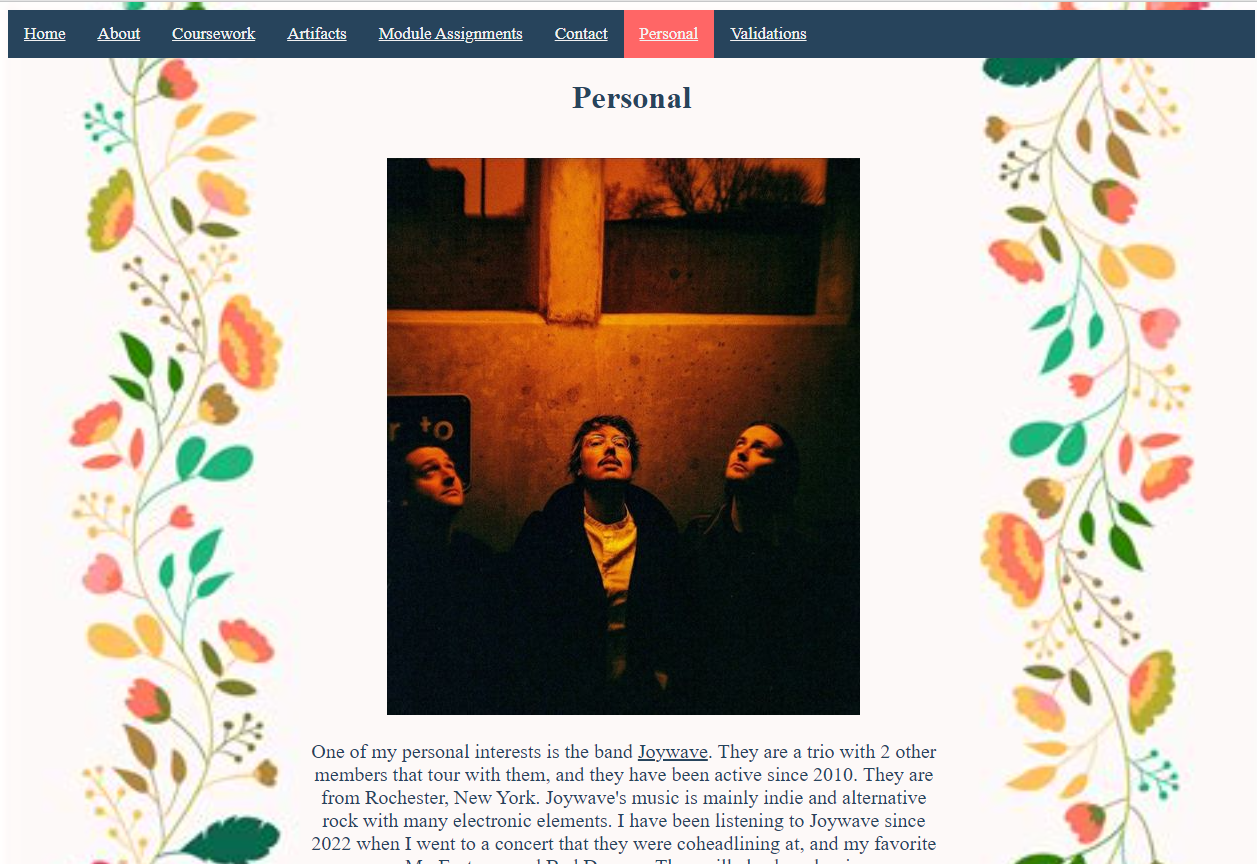 Home About Coursework Artifacts Module Assignments Contact Personal Validations
Personal
to
One of my personal interests is the band Joywave. They are a trio with 2 other
members that tour with them, and they have been active since 2010. They are
from Rochester, New York. Joywave's music is mainly indie and alternative
rock with many electronic elements. I have been listening to Joywave since
2022 when I went to a concert that they were coheadlining at, and my favorite